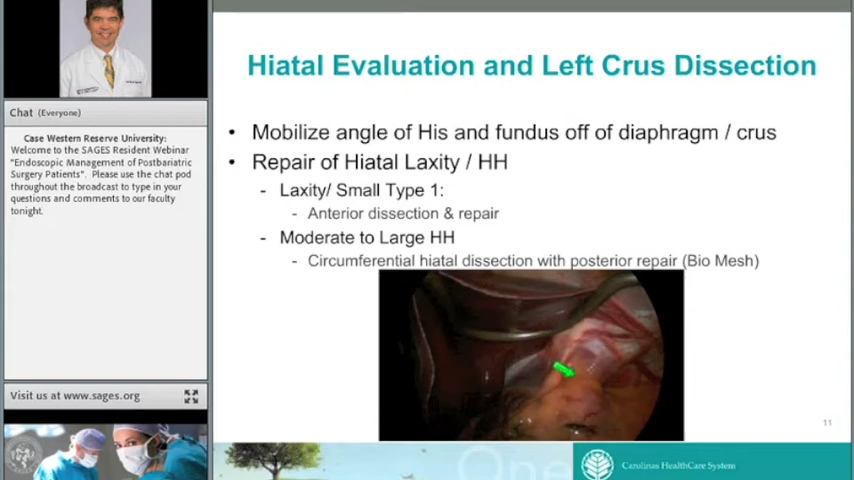 Chat (Everyone)
Case Western Reserve University:
Welcome to the SAGES Resident Webinar
"Endoscopic Management of Postbariatric
Surgery Patients". Please use the chat pod
throughout the broadcast to type in your
questions and comments to our faculty
tonight.
Visit us at www.sages.org
Hiatal Evaluation and Left Crus Dissection
• Mobilize angle of His and fundus off of diaphragm / crus
• Repair of Hiatal Laxity / HH
- Laxity/ Small Type 1:
- Anterior dissection & repair
- Moderate to Large HH
- Circumferential hiatal dissection with posterior repair (Bio Mesh)
11
One
Carolinas HealthCare System